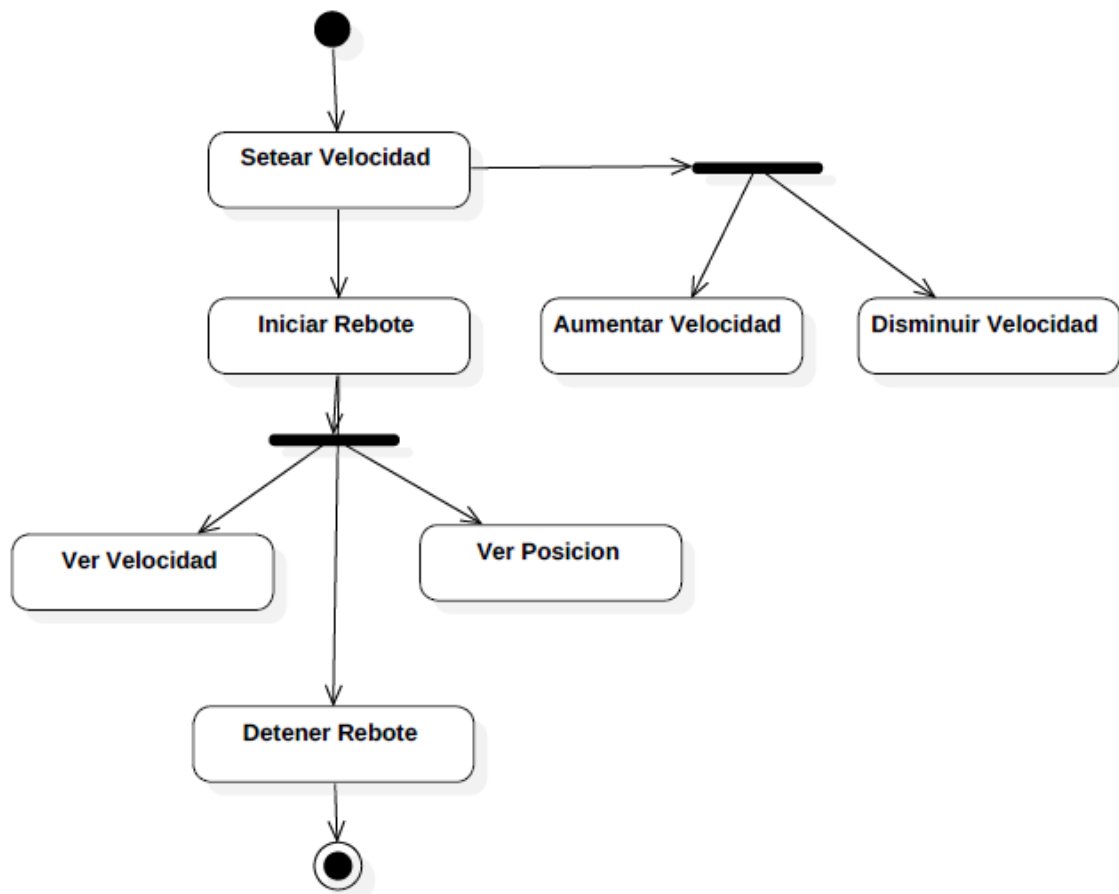 Setear Velocidad
Iniciar Rebote
Aumentar Velocidad
Disminuir Velocidad
Ver Velocidad
Ver Posicion
Detener Rebote